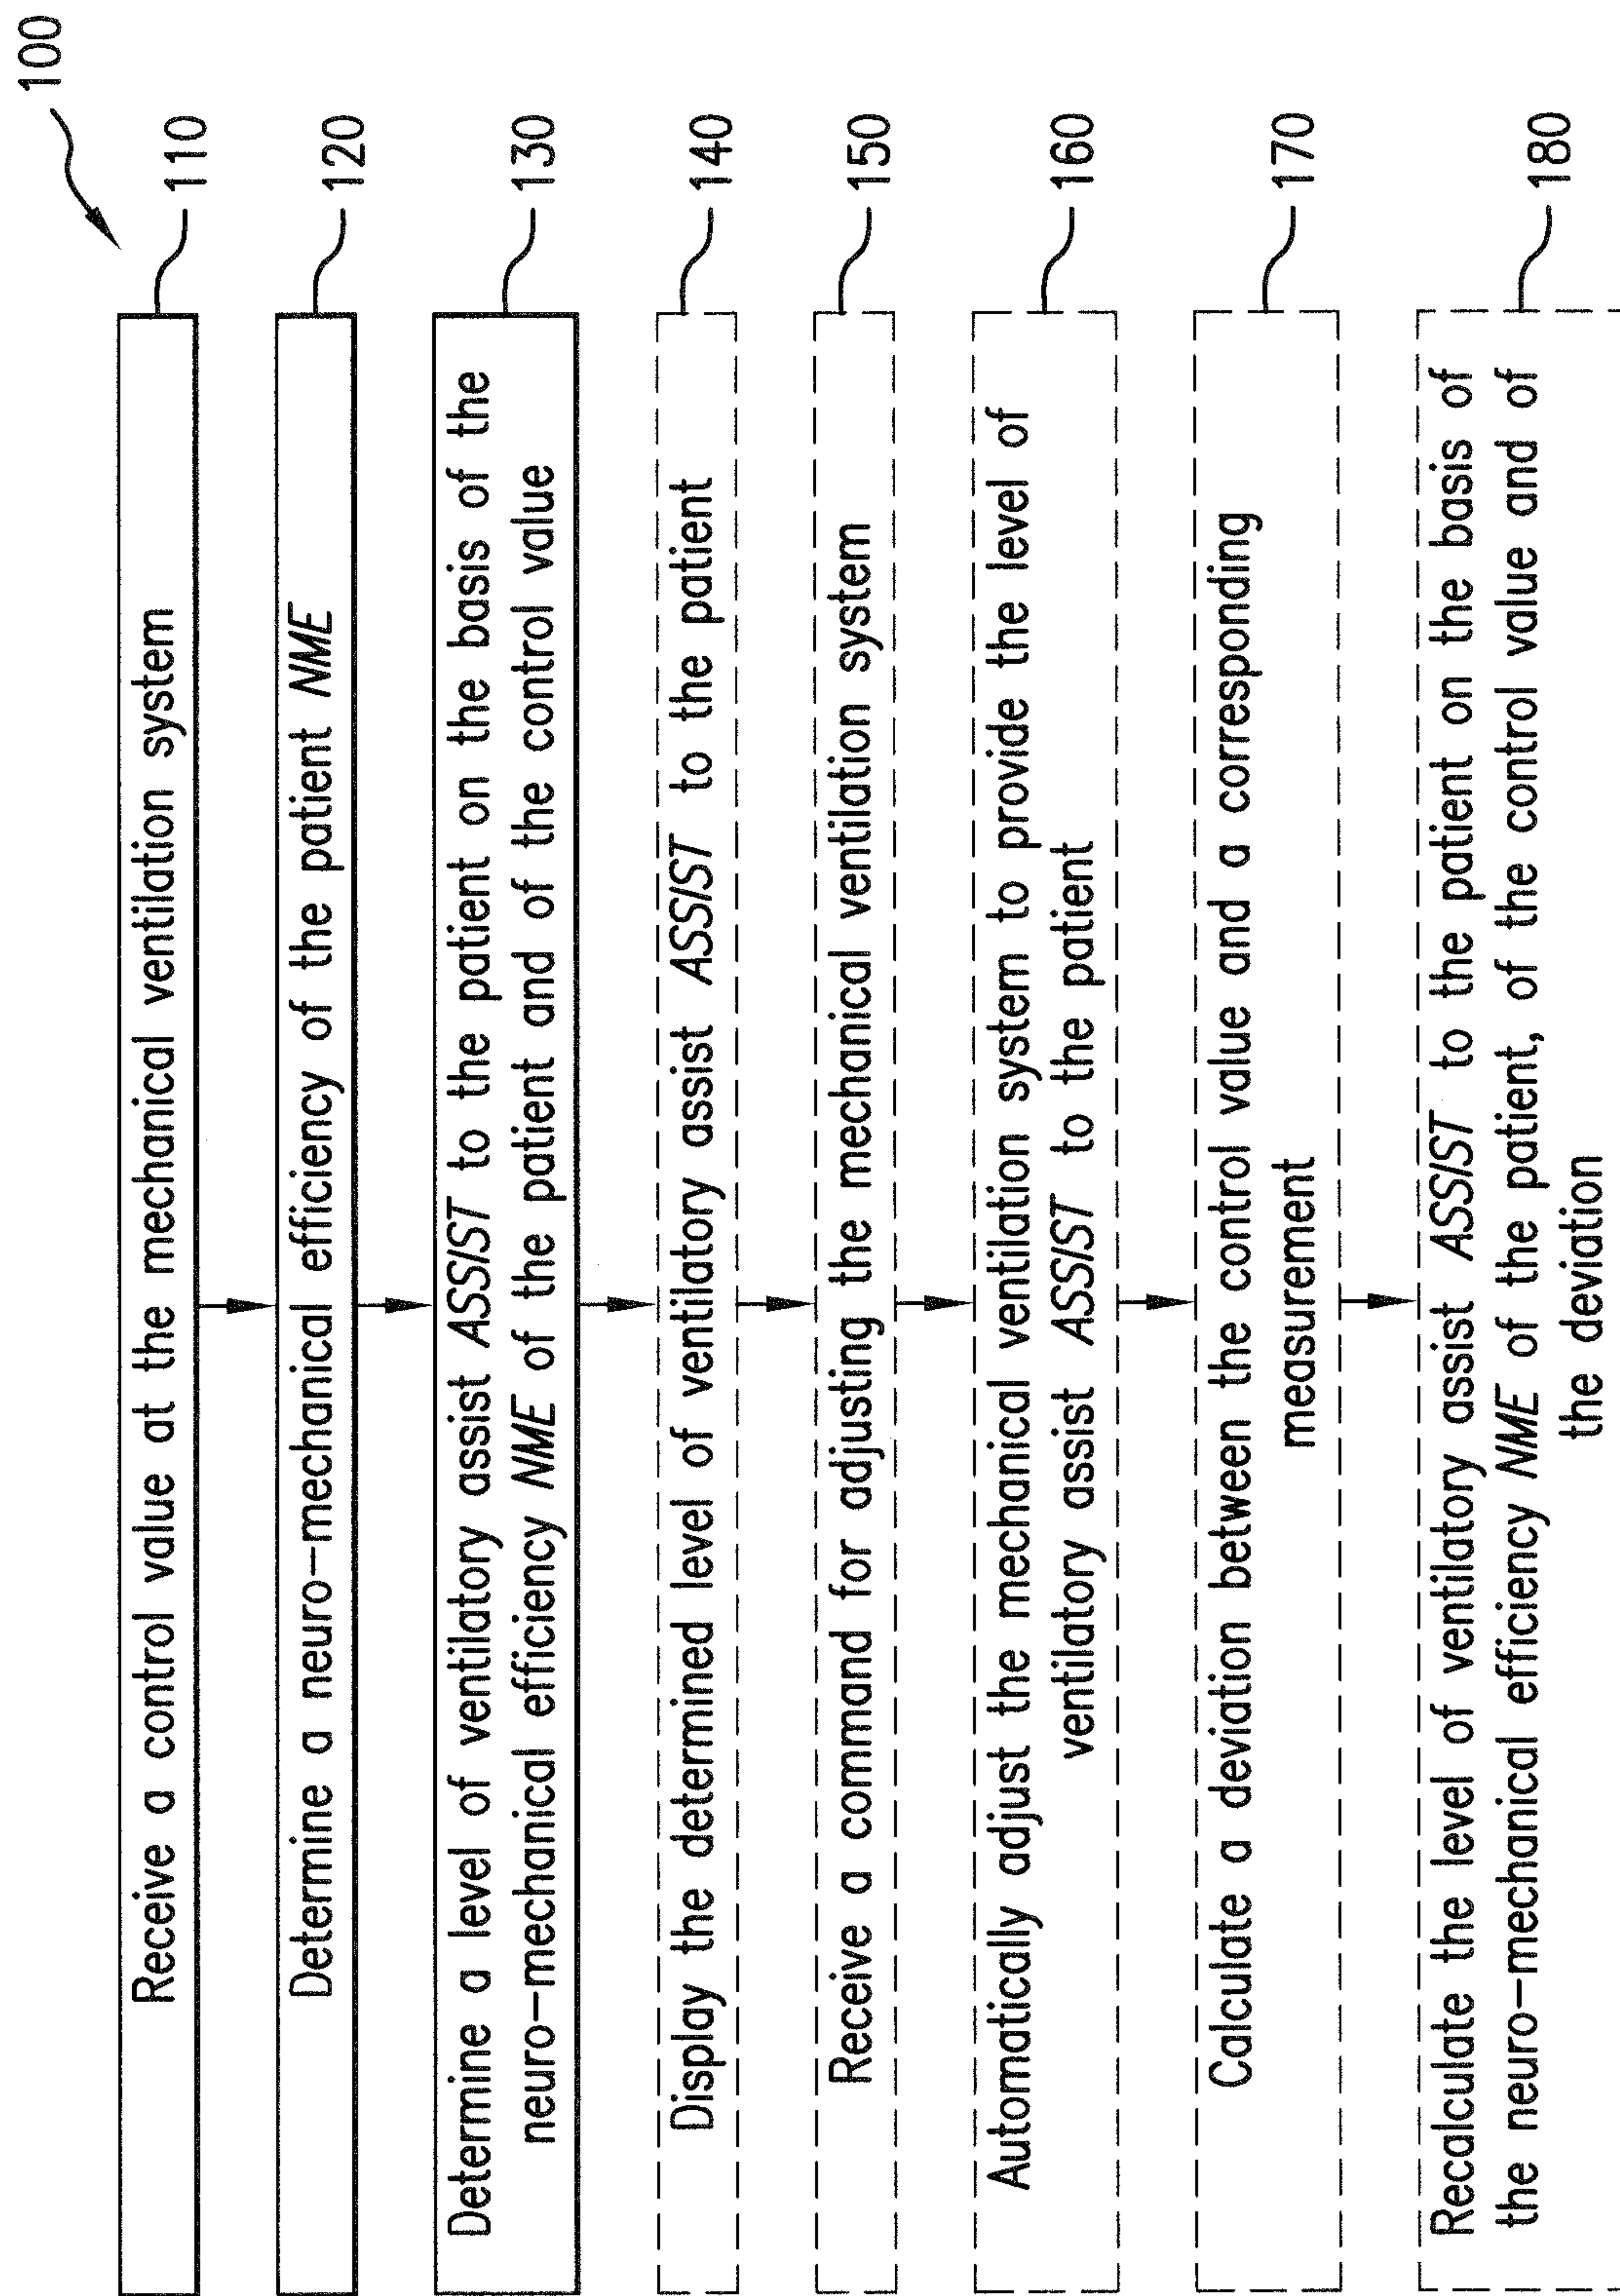 100
Receive a control value at the mechanical ventilation system
110
Determine a neuro-mechanical efficiency of the patient NME
120
Determine a level of ventilatory assist ASSIST to the patient on the basis of the
neuro-mechanical efficiency NME of the patient and of the control value
130
Display the determined level of ventilatory assist ASSIST to the patient
140
Receive a command for adjusting the mechanical ventilation system
150
Automatically adjust the mechanical ventilation system to provide the level of
ventilatory assist ASSIST to the patient
160
Calculate a deviation between the control value and a corresponding
measurement
170
Recalculate the level of ventilatory assist ASSIST to the patient on the basis of
the neuro-mechanical efficiency NME of the patient, of the control value and of
the deviation
180